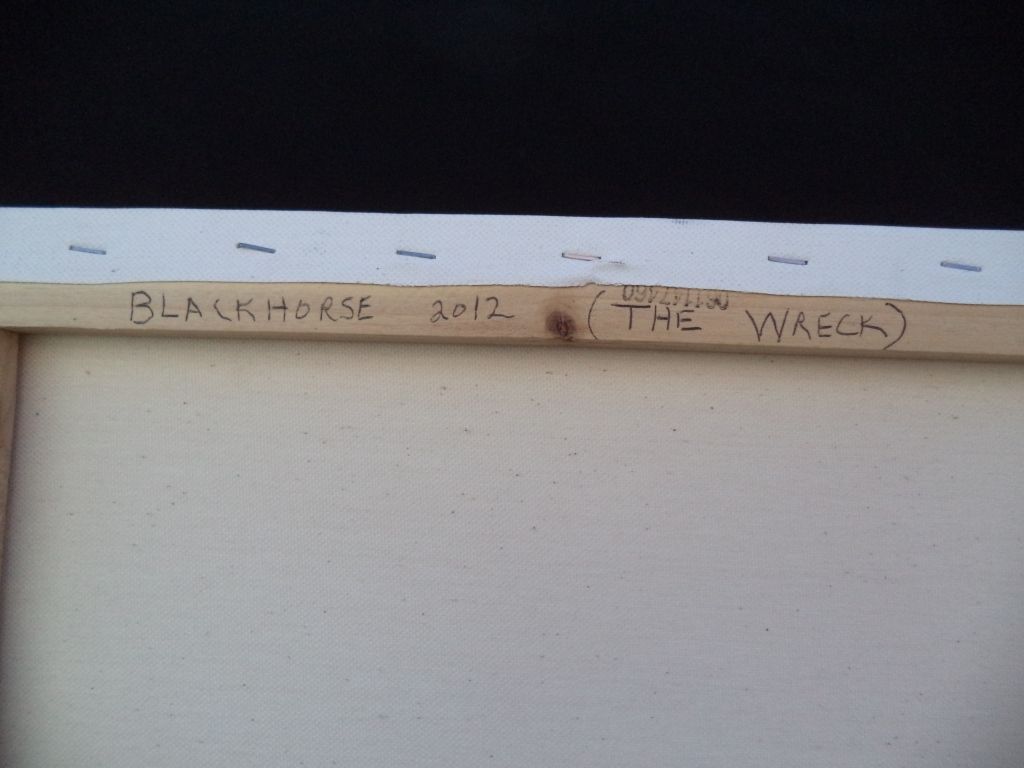 BLACKHORSE 2012 (THE WRECK)